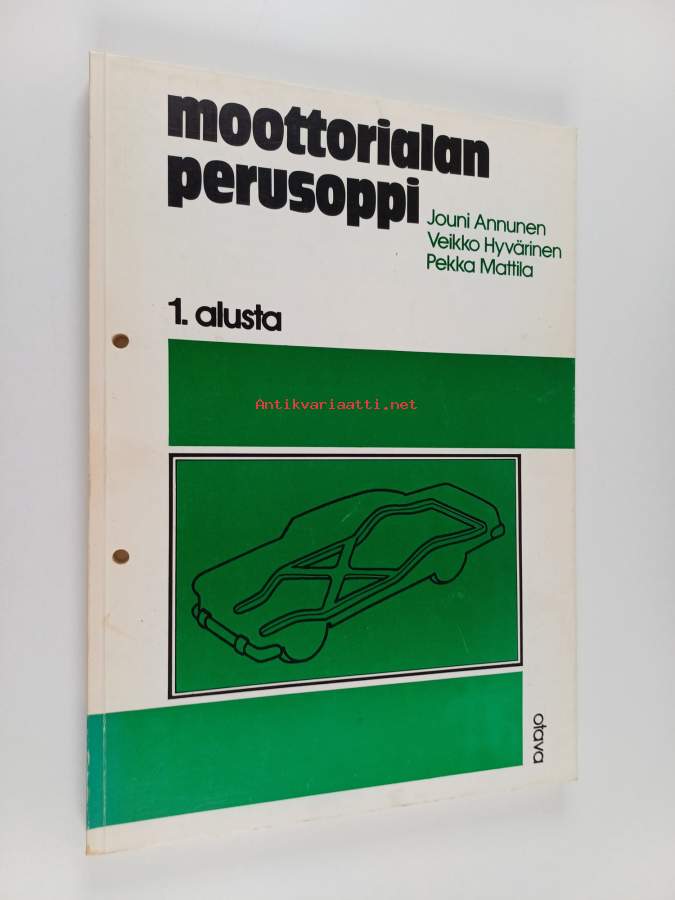 moottorialan
perusoppi
Jouni Annunen
Veikko Hyvärinen
Pekka Mattila
1. alusta
Antikvariaatti.net
otava